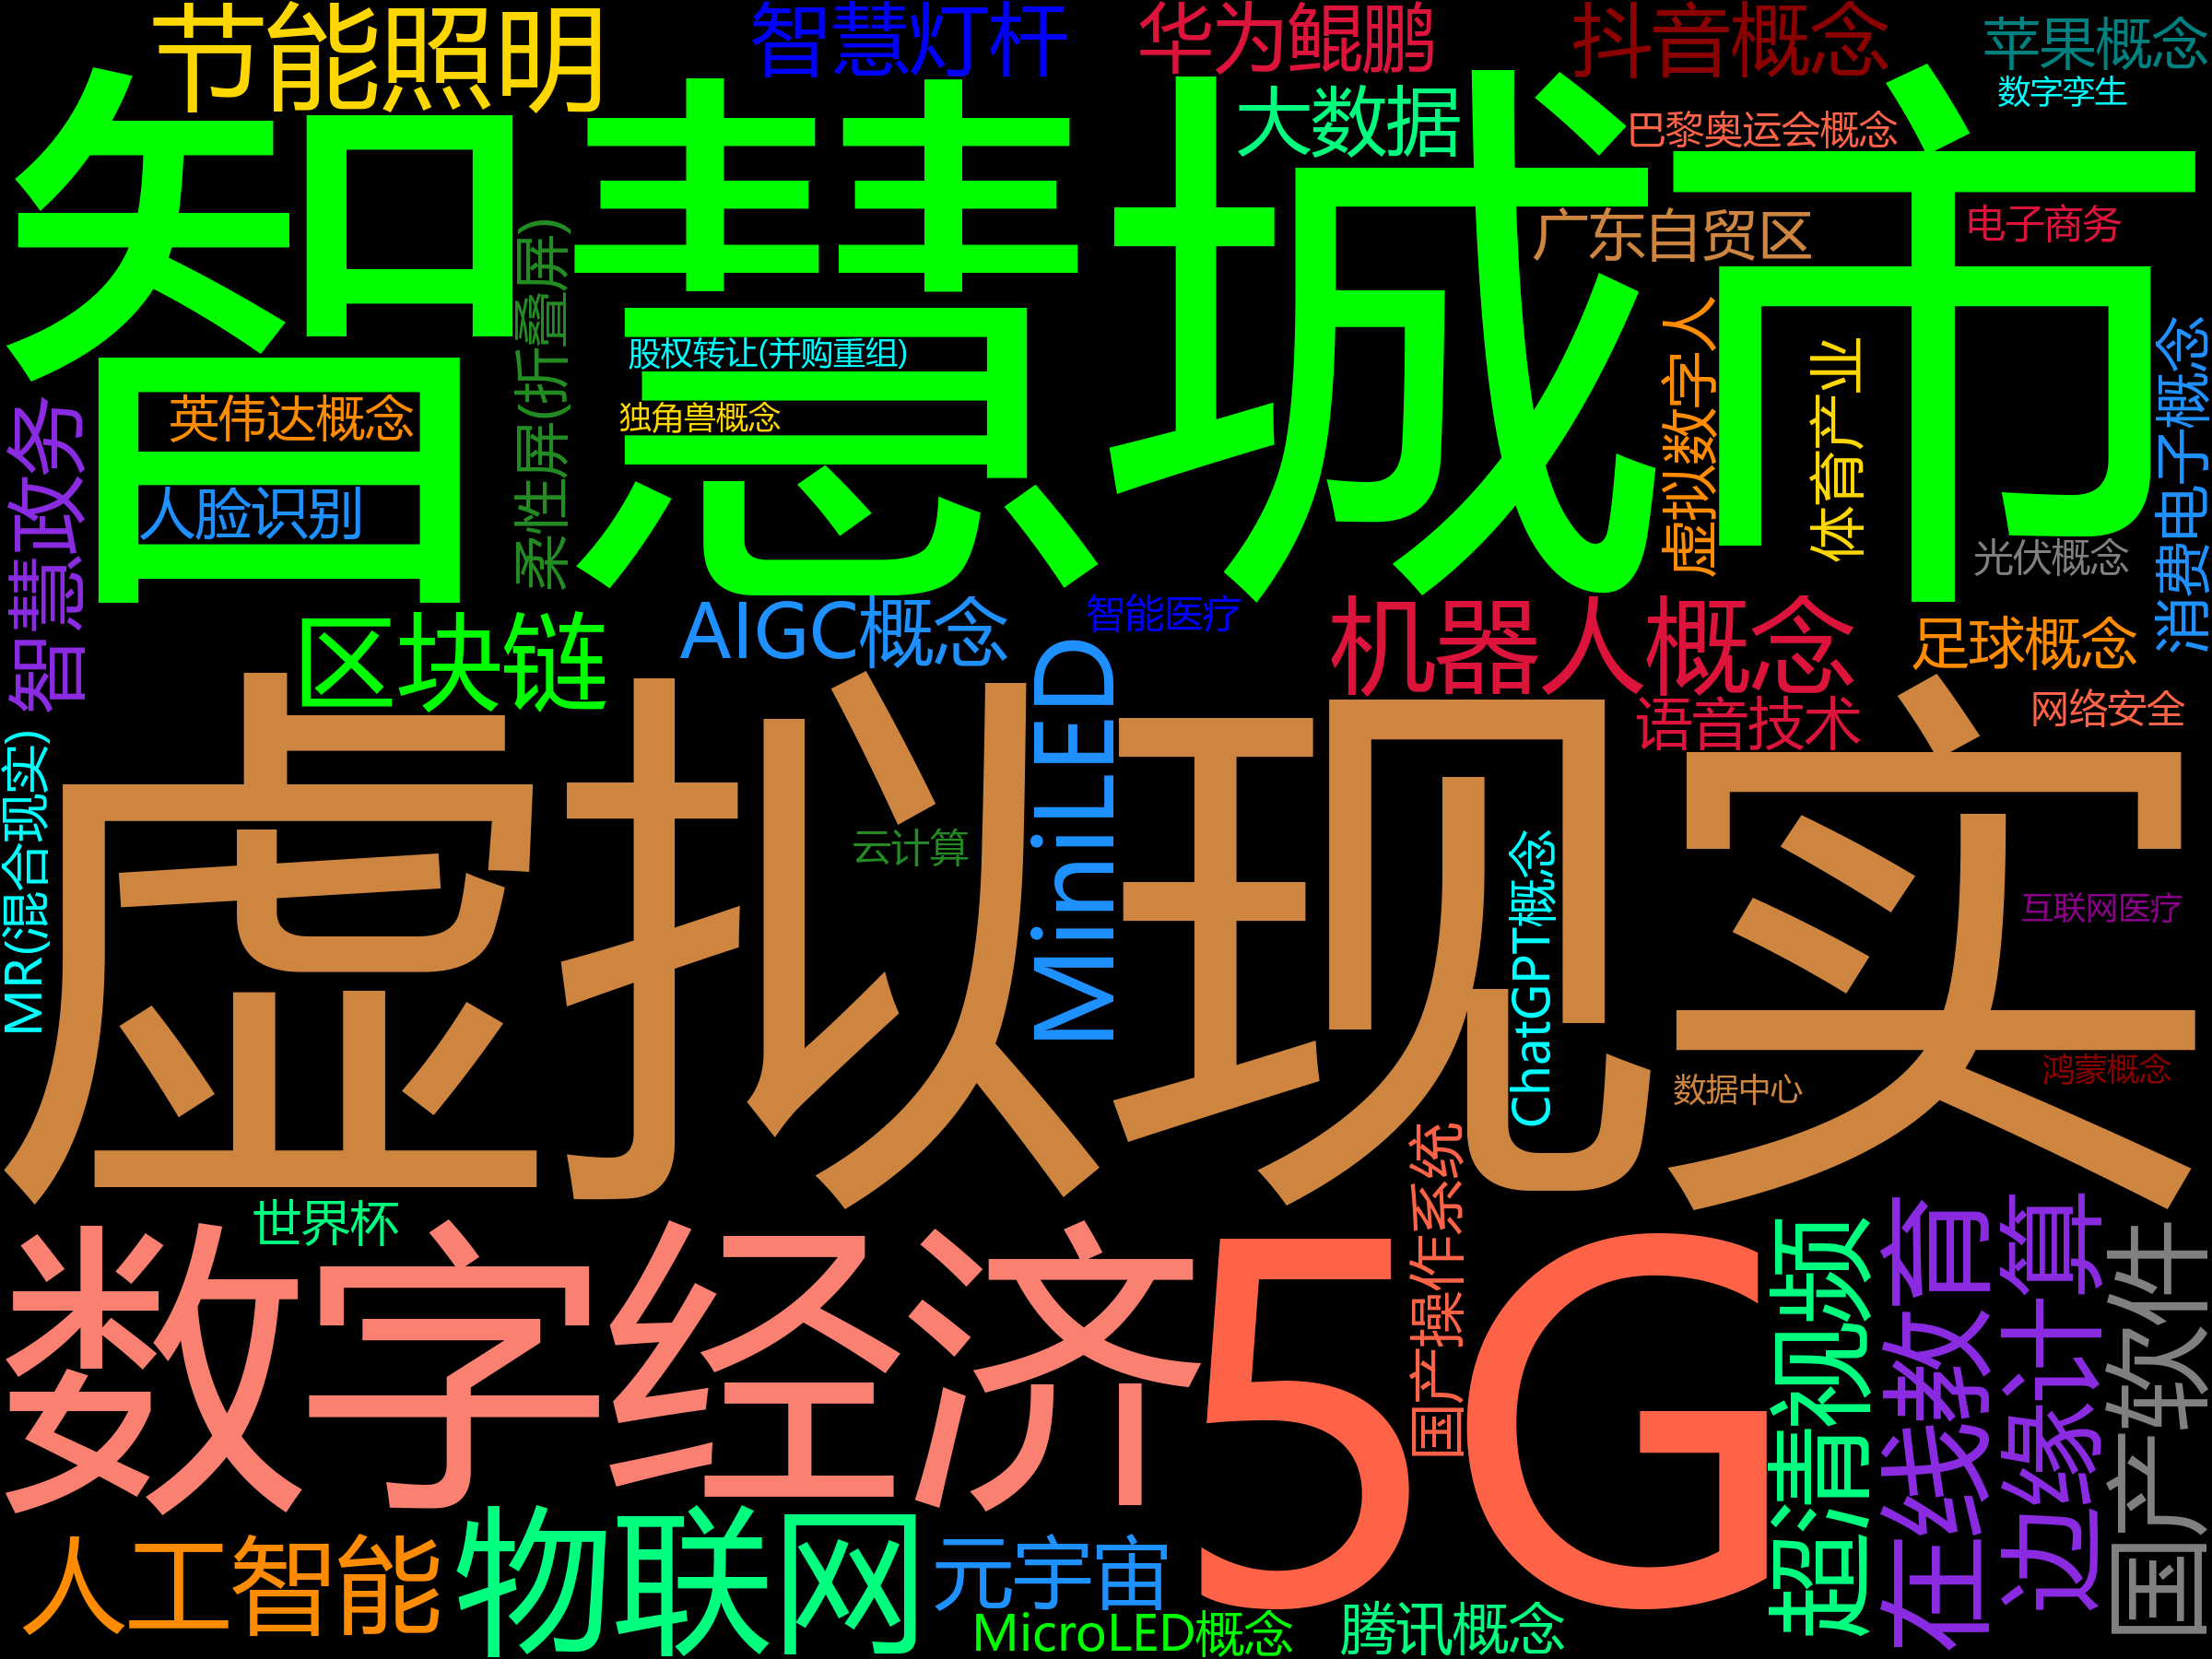 节能照明
智慧灯杆
华为鲲鹏
抖音概念
苹果概念
数字孪生
大数据
巴黎奥运会概念
智慧城市
广东自贸区
电子商务
柔性屏(折叠屏)
股权转让(并购重组)
独角兽概念
英伟达概念
人脸识别
智慧政务
虚拟数字人
体育产业
消费电子概念
光伏概念
智能医疗
区块链
AIGC概念
MiniLED
机器人概念
足球概念
语音技术
网络安全
虚拟现实
MR(混合现实)
云计算
ChatGPT概念
互联网医疗
数据中心
鸿蒙概念
世界杯
国产操作系统
数字经济
5G
超清视频
在线教育
边缘计算
国产软件
人工智能
物联网
元宇宙
MicroLED概念
腾讯概念